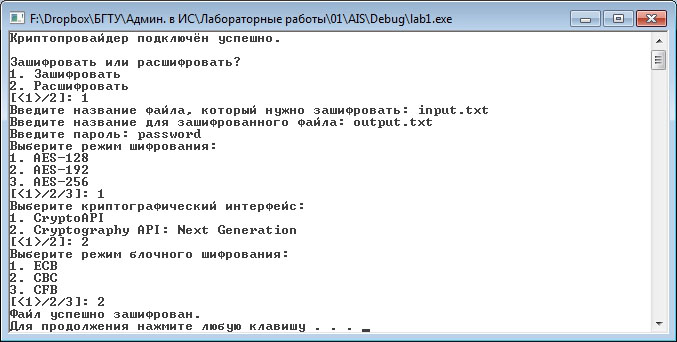 F:\Dropbox\БГТУ\Админ. в ИС\Лабораторные работы\01\AIS\Debug\lab1.exe
Криптопровайдер подключён успешно.
Зашифровать или расшифровать?
1. Зашифровать
2. Расшифровать
[<1>/2]: 1
Введите название файла, который нужно зашифровать: input.txt
Введите название для зашифрованного файла: output.txt
Введите пароль: password
Выберите режим шифрования:
1. AES-128
2. AES-192
3. AES-256
[<1>/2/3]: 1
Выберите криптографический интерфейс:
1. CryptoAPI
2. Cryptography API: Next Generation
[<1>/2]: 2
Выберите режим блочного шифрования:
1. ECB
2. CBC
3. CFB
[<1>/2/3]: 2
Файл успешно зашифрован.
Для продолжения нажмите любую клавишу . . . _